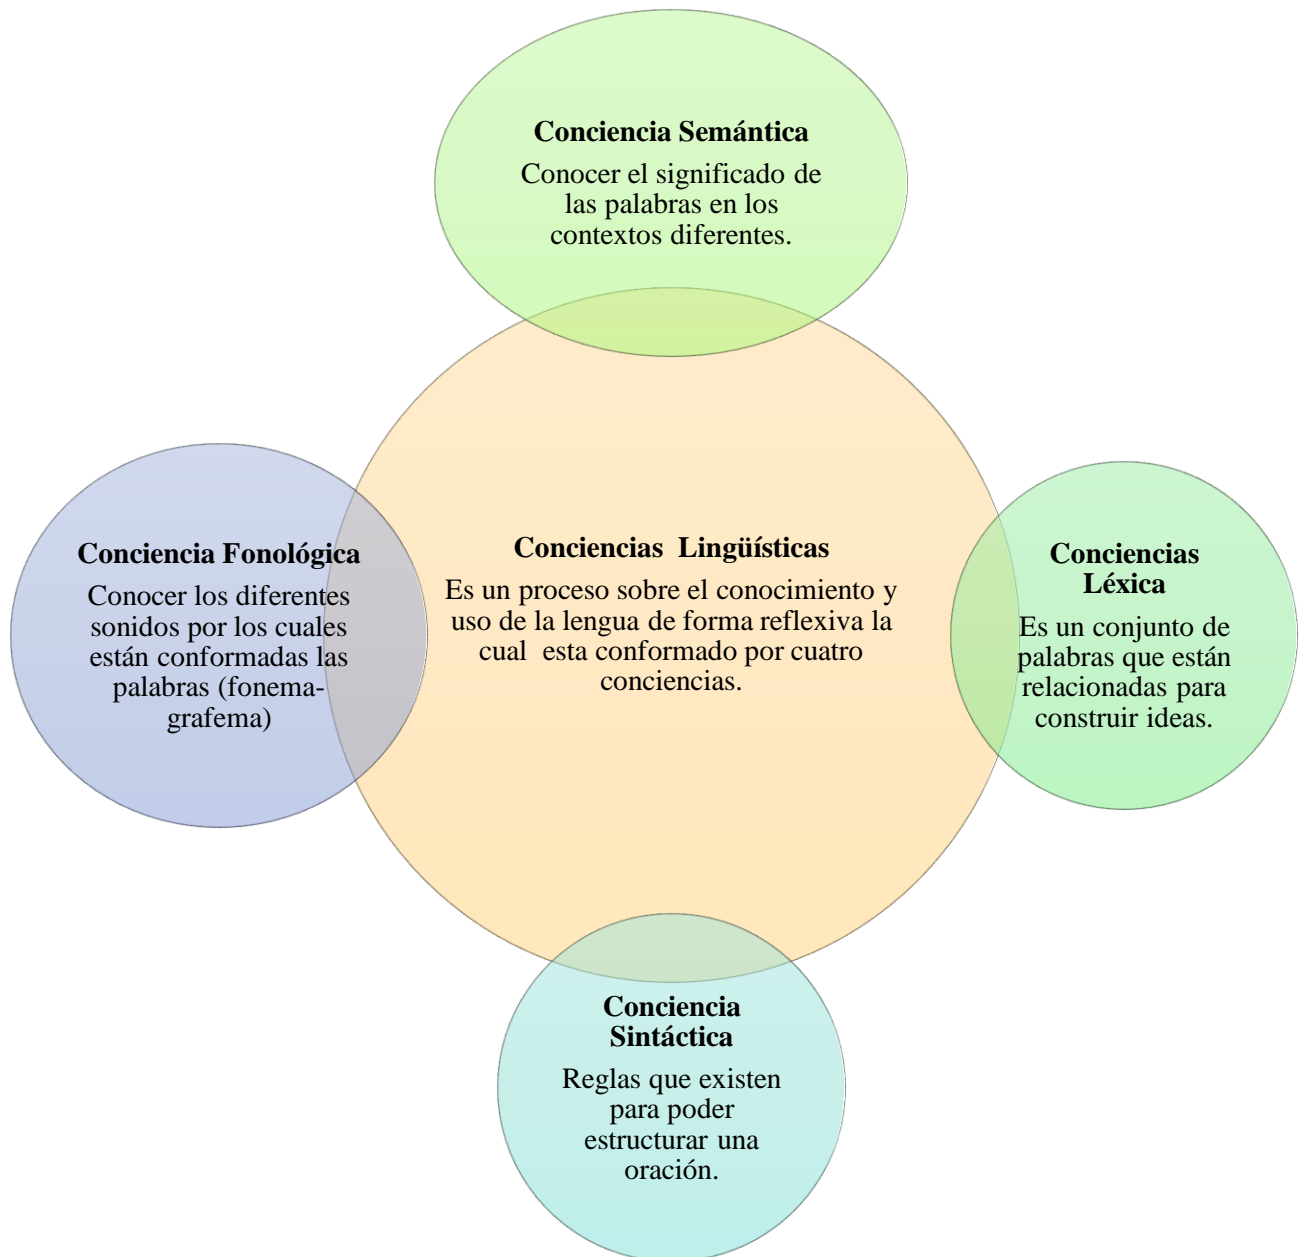 Conciencia Semántica
Conocer el significado de
las palabras en los
contextos diferentes.
Conciencia Fonológica
Conocer los diferentes
sonidos por los cuales
están conformadas las
palabras (fonema-
grafema)
Conciencias Lingüísticas
Es un proceso sobre el conocimiento y
uso de la lengua de forma reflexiva la
cual esta conformado por cuatro
conciencias.
Conciencias
Léxica
Es un conjunto de
palabras que están
relacionadas para
construir ideas.
Conciencia
Sintáctica
Reglas que existen
para poder
estructurar una
oración.